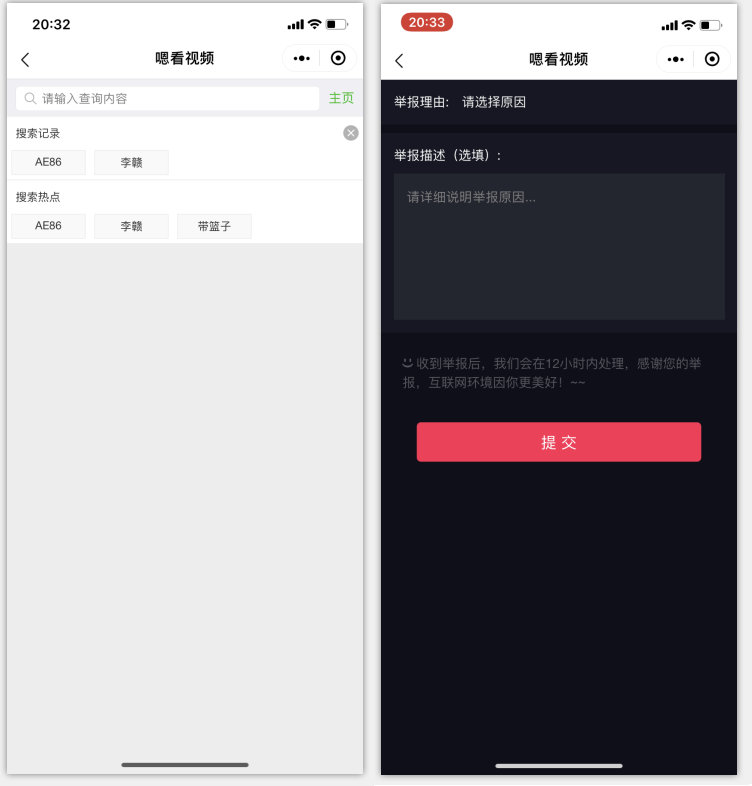 20:32
嗯看视频
请输入查询内容
主页
搜索记录
AE86
李赣
搜索热点
AE86
李赣
带篮子
20:33
嗯看视频
举报理由: 请选择原因
举报描述（选填）:
请详细说明举报原因...
收到举报后，我们会在12小时内处理，感谢您的举
报，互联网环境因你更美好！~~
提 交